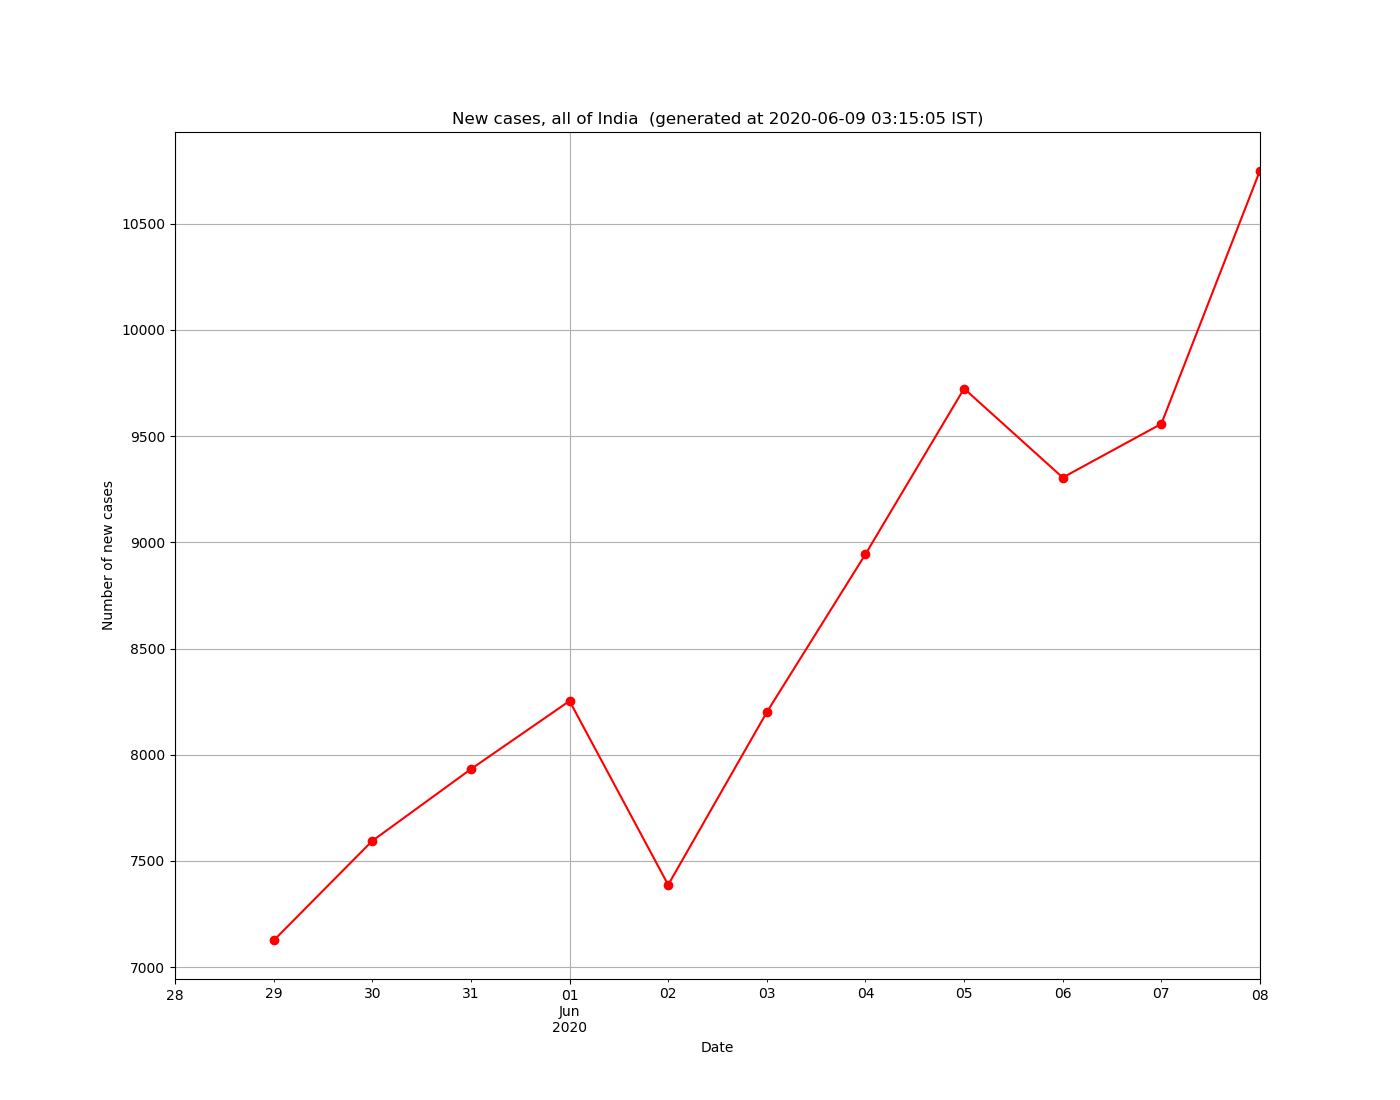 New cases, all of India  (generated at 2020-06-09 03:15:05 IST)
10500
10000
9500
9000
8500
8000
7500
7000
Number of new cases
28 29 30 31 01 02 03 04 05 06 07 08
Jun
2020
Date